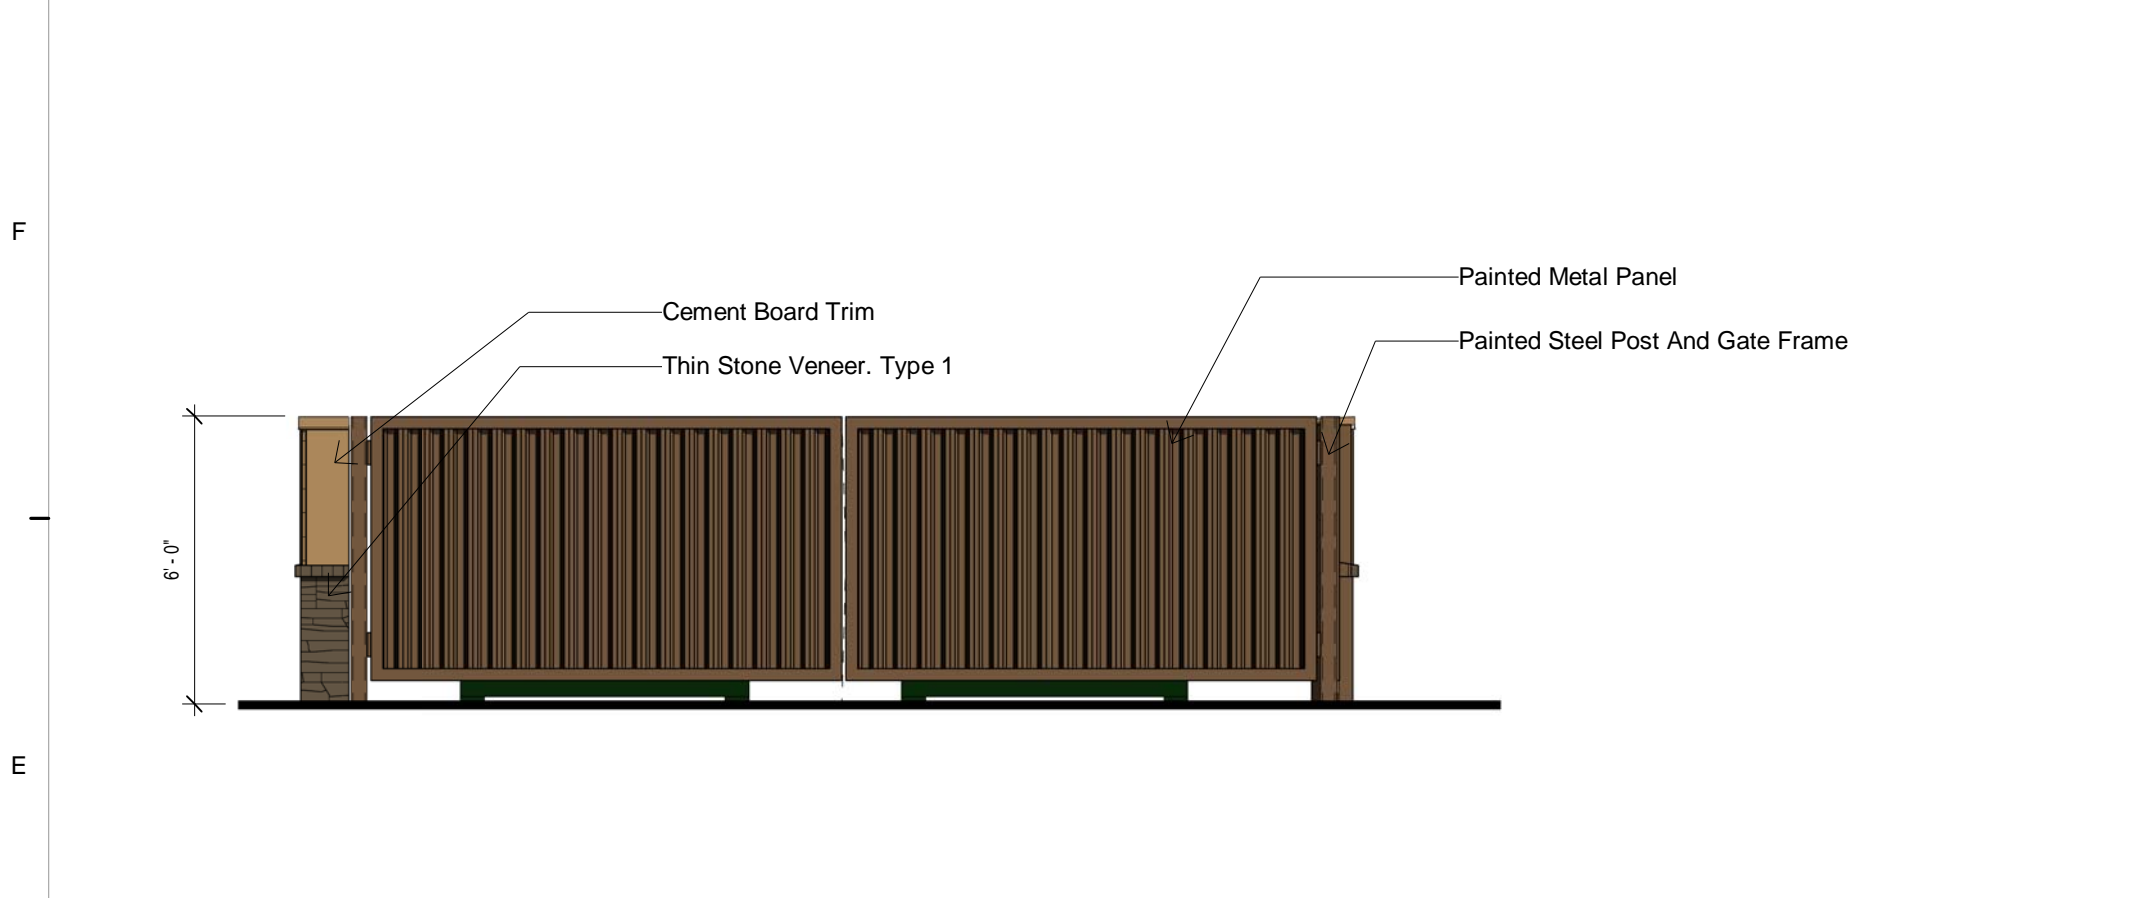 F
Painted Metal Panel
Cement Board Trim
Painted Steel Post And Gate Frame
Thin Stone Veneer. Type 1
6' - 0"
E